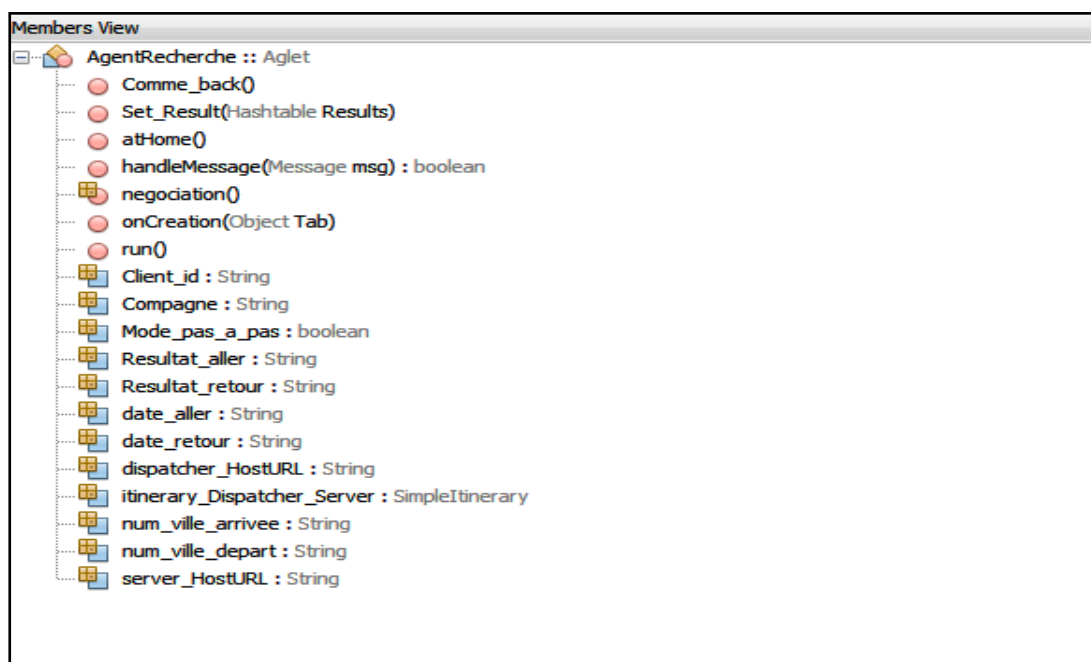 Members View
AgentRecherche :: Aglet
Comme_back()
Set_Result(Hashtable Results)
atHome()
handleMessage(Message msg) : boolean
negociation()
onCreation(Object Tab)
run()
Client_id : String
Compagne : String
Mode_pas_a_pas : boolean
Resultat_aller : String
Resultat_retour : String
date_aller : String
date_retour : String
dispatcher_HostURL : String
itinerary_Dispatcher_Server : SimpleItinerary
num_ville_arrivee : String
num_ville_depart : String
server_HostURL : String